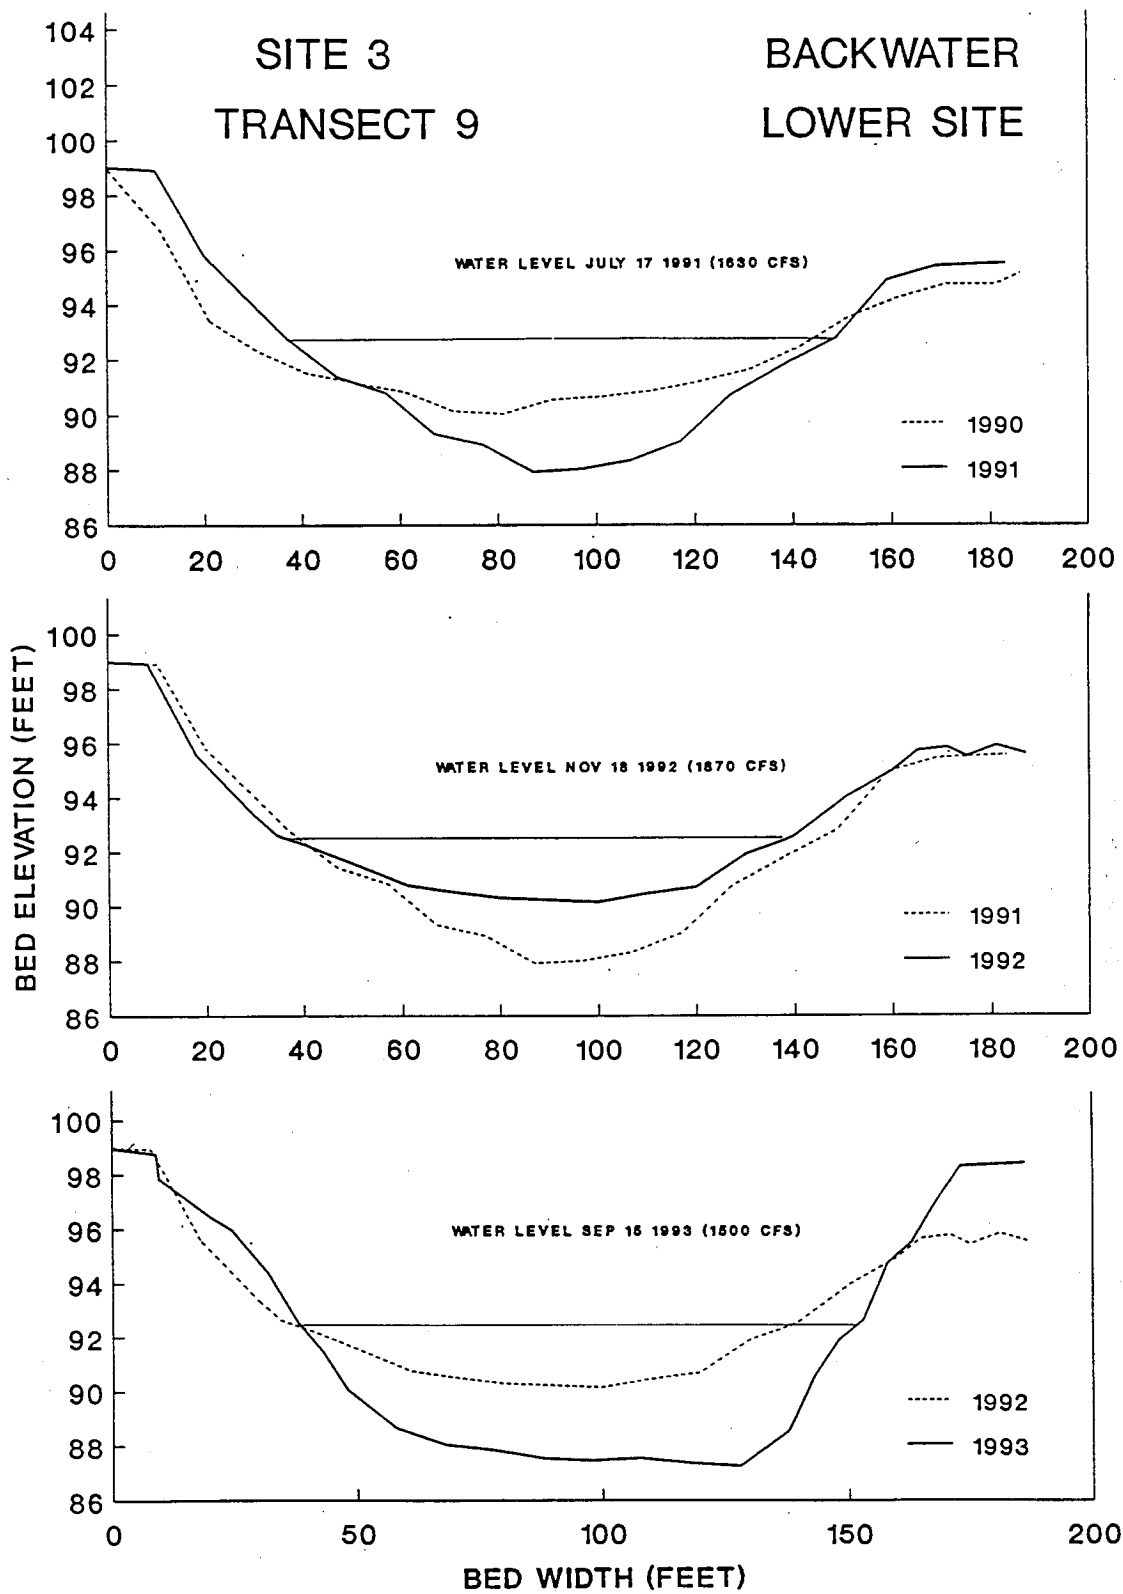 SITE 3
TRANSECT 9
BACKWATER
LOWER SITE
104
102
100
98
96
94
92
90
88
86
WATER LEVEL JULY 17 1991 (1630 CFS)
1990
1991
0 20 40 60 80 100 120 140 160 180 200
BED ELEVATION (FEET)
100
98
96
94
92
90
88
86
WATER LEVEL NOV 18 1992 (1670 CFS)
1991
1992
0 20 40 60 80 100 120 140 160 180 200
100
98
96
94
92
90
88
86
WATER LEVEL SEP 15 1993 (1500 CFS)
1992
1993
0 50 100 150 200
BED WIDTH (FEET)